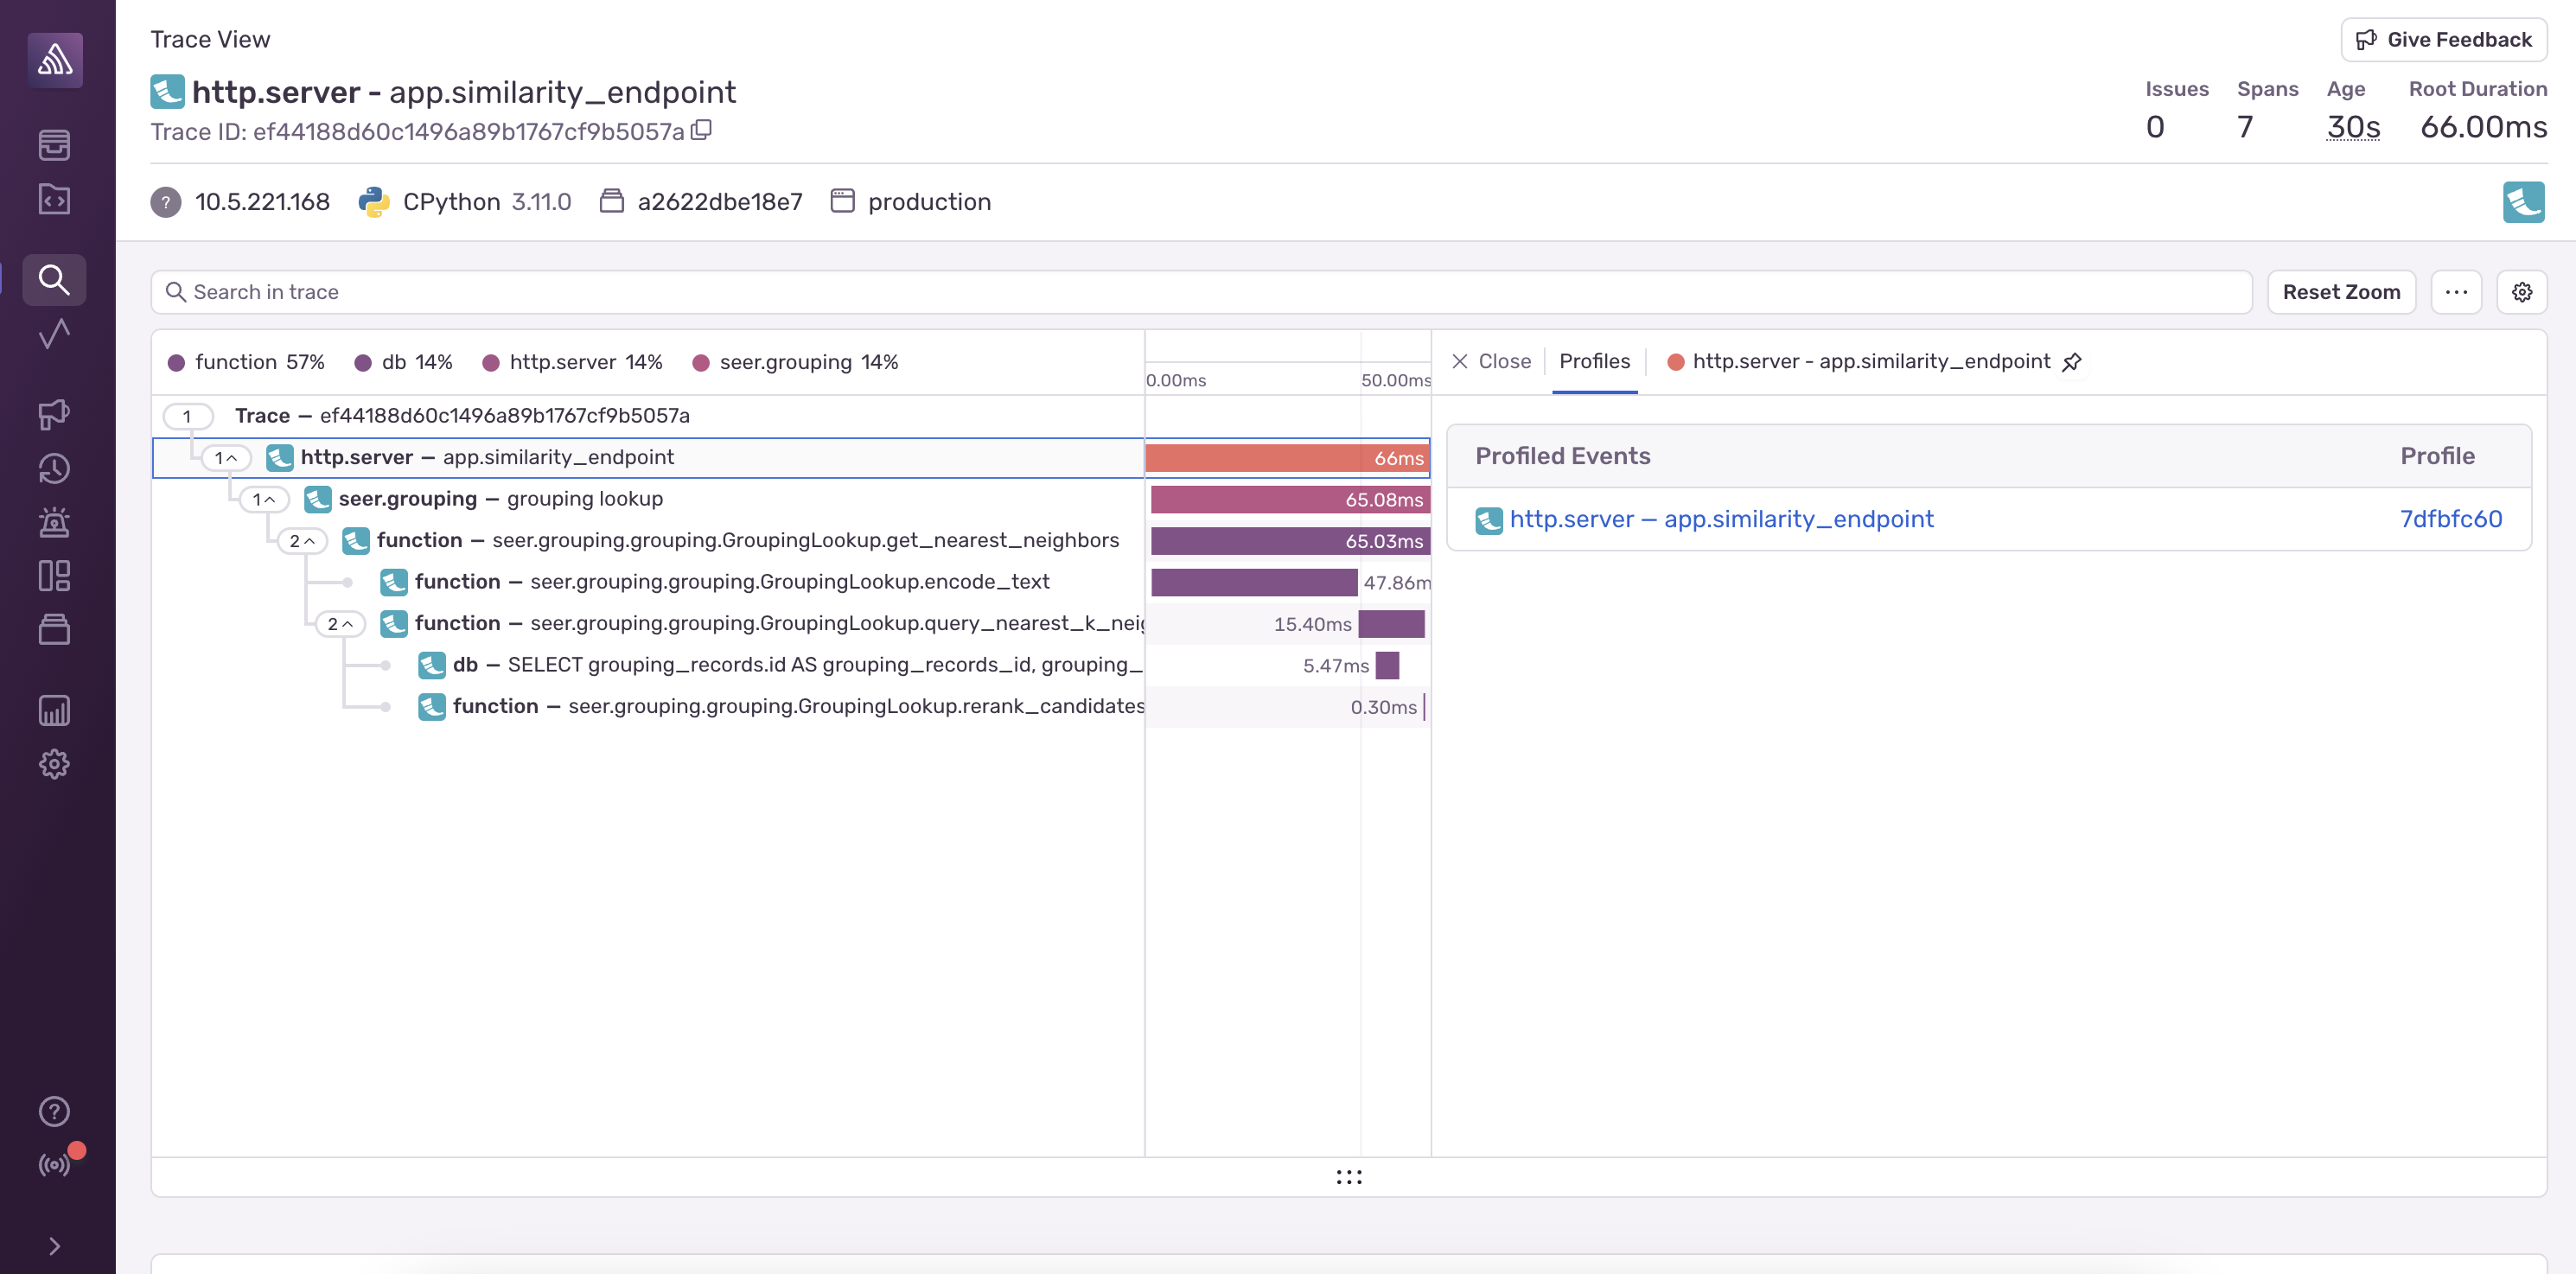 Trace View
Give Feedback
http.server - app.similarity_endpoint
Trace ID: ef44188d60c1496a89b1767cf9b5057a
Issues Spans Age Root Duration
0 7 30s 66.00ms
? 10.5.221.168 CPython 3.11.0 a2622dbe18e7 production
Search in trace
Reset Zoom
function 57% db 14% http.server 14% seer.grouping 14%
0.00ms 50.00ms
Close Profiles http.server - app.similarity_endpoint
1 Trace — ef44188d60c1496a89b1767cf9b5057a
1 http.server — app.similarity_endpoint 66ms
1 seer.grouping — grouping lookup 65.08ms
2 function — seer.grouping.grouping.GroupingLookup.get_nearest_neighbors 65.03ms
function — seer.grouping.grouping.GroupingLookup.encode_text 47.86m
2 function — seer.grouping.grouping.GroupingLookup.query_nearest_k_neig 15.40ms
db — SELECT grouping_records.id AS grouping_records_id, grouping_ 5.47ms
function — seer.grouping.grouping.GroupingLookup.rerank_candidates 0.30ms
Profiled Events Profile
http.server — app.similarity_endpoint 7dfbfc60
?